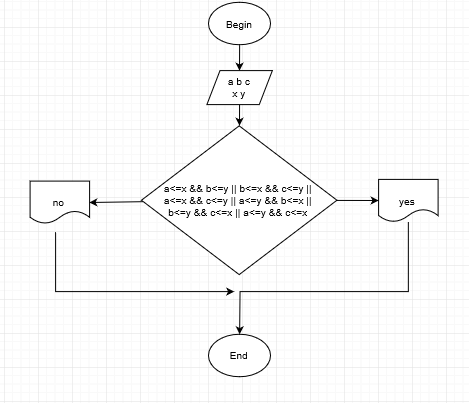 Begin
a b c
x y
a<=x && b<=y || b<=x && c<=y ||
a<=x && c<=y || a<=y && b<=x ||
b<=y && c<=x || a<=y && c<=x
no
yes
End